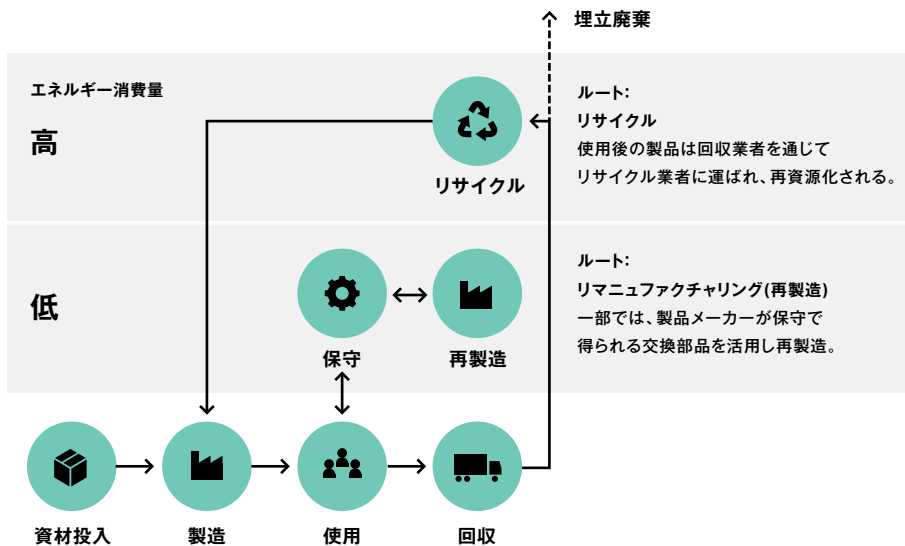 埋立廃棄
エネルギー消費量
高
リサイクル
ルート:
リサイクル
使用後の製品は回収業者を通じて
リサイクル業者に運ばれ、再資源化される。
低
保守
再製造
ルート:
リマニュファクチャリング(再製造)
一部では、製品メーカーが保守で
得られる交換部品を活用し再製造。
資材投入
製造
使用
回収